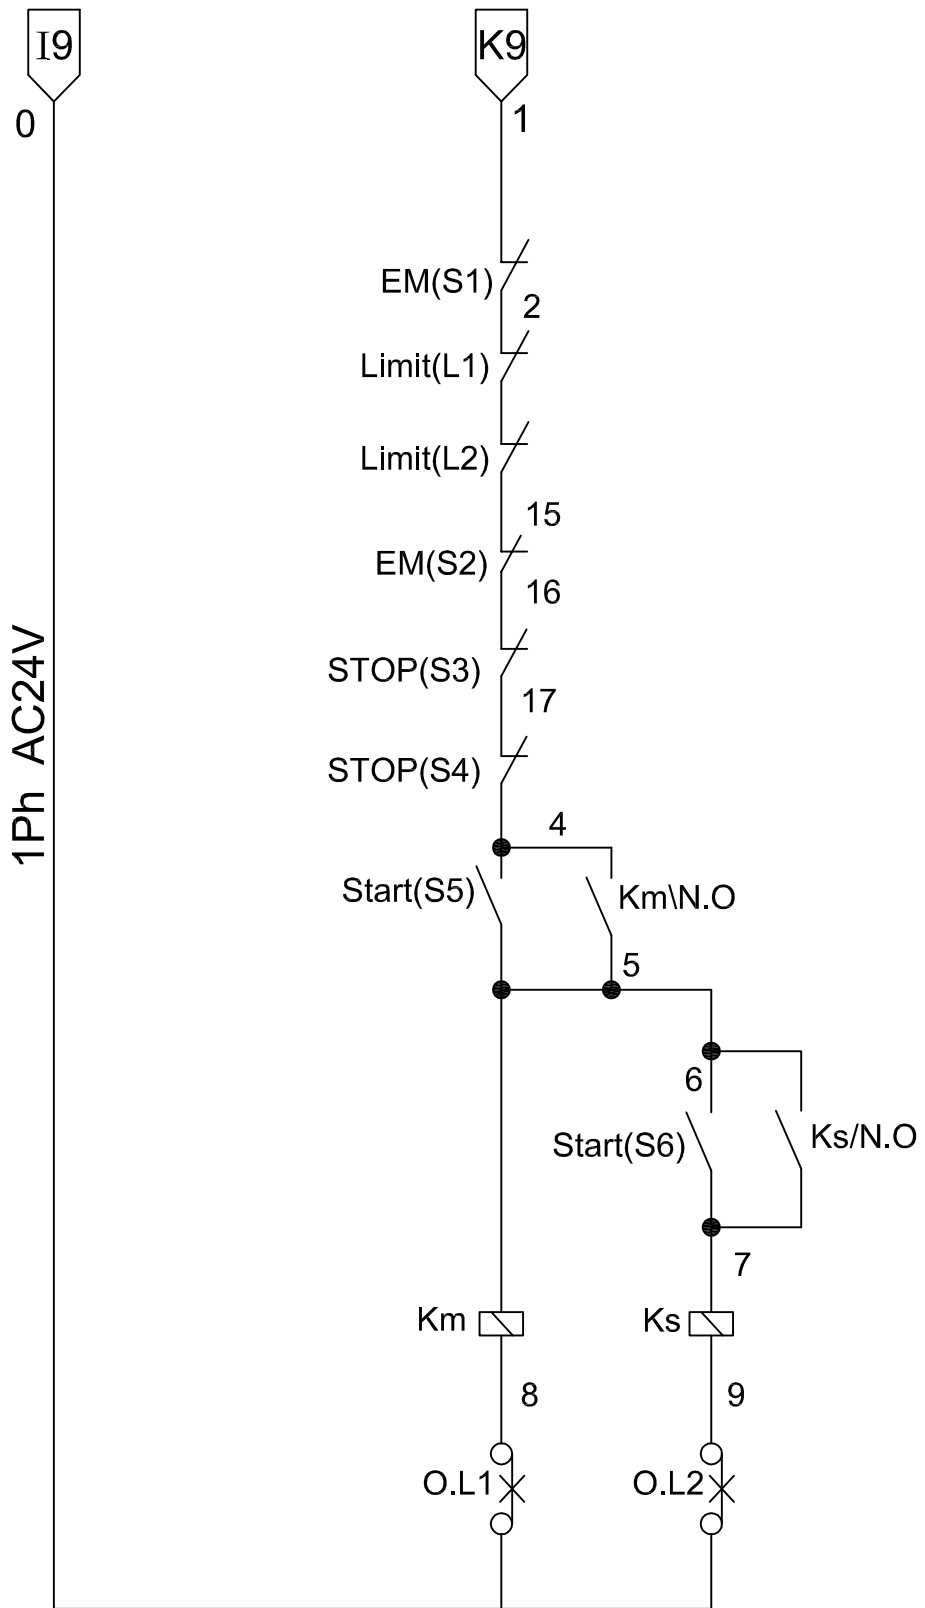 I9
K9
0
1
EM(S1)
2
Limit(L1)
Limit(L2)
15
EM(S2)
16
STOP(S3)
17
1Ph AC24V
STOP(S4)
4
Start(S5)
Km\N.O
5
6
Start(S6)
Ks/N.O
7
Km
Ks
8
9
O.L1
O.L2